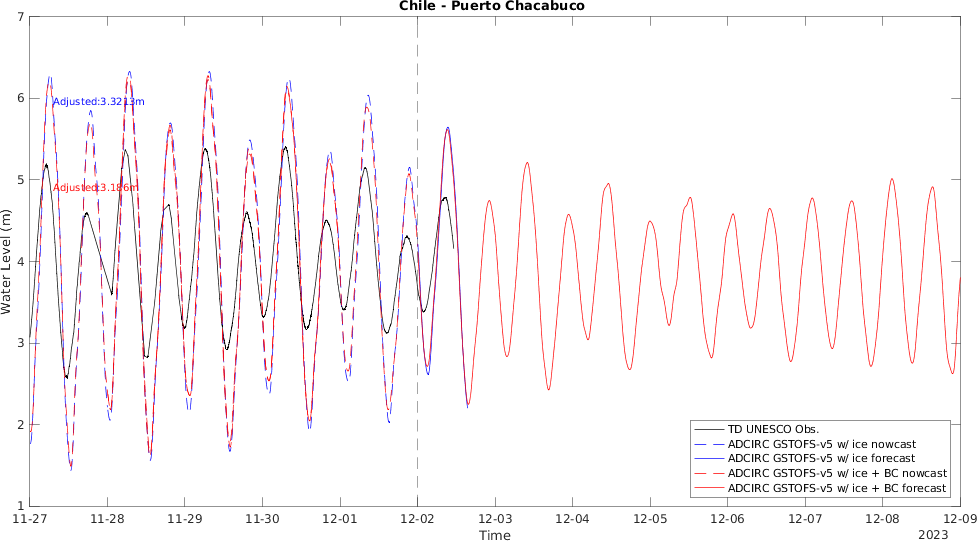 Chile - Puerto Chacabuco
Water Level (m)
7
6
5
4
3
2
1
Adjusted:3.3213m
Adjusted:3.186m
TD UNESCO Obs.
ADCIRC GSTOFS-v5 w/ ice nowcast
ADCIRC GSTOFS-v5 w/ ice forecast
ADCIRC GSTOFS-v5 w/ ice + BC nowcast
ADCIRC GSTOFS-v5 w/ ice + BC forecast
11-27 11-28 11-29 11-30 12-01 12-02 12-03 12-04 12-05 12-06 12-07 12-08 12-09
Time
2023